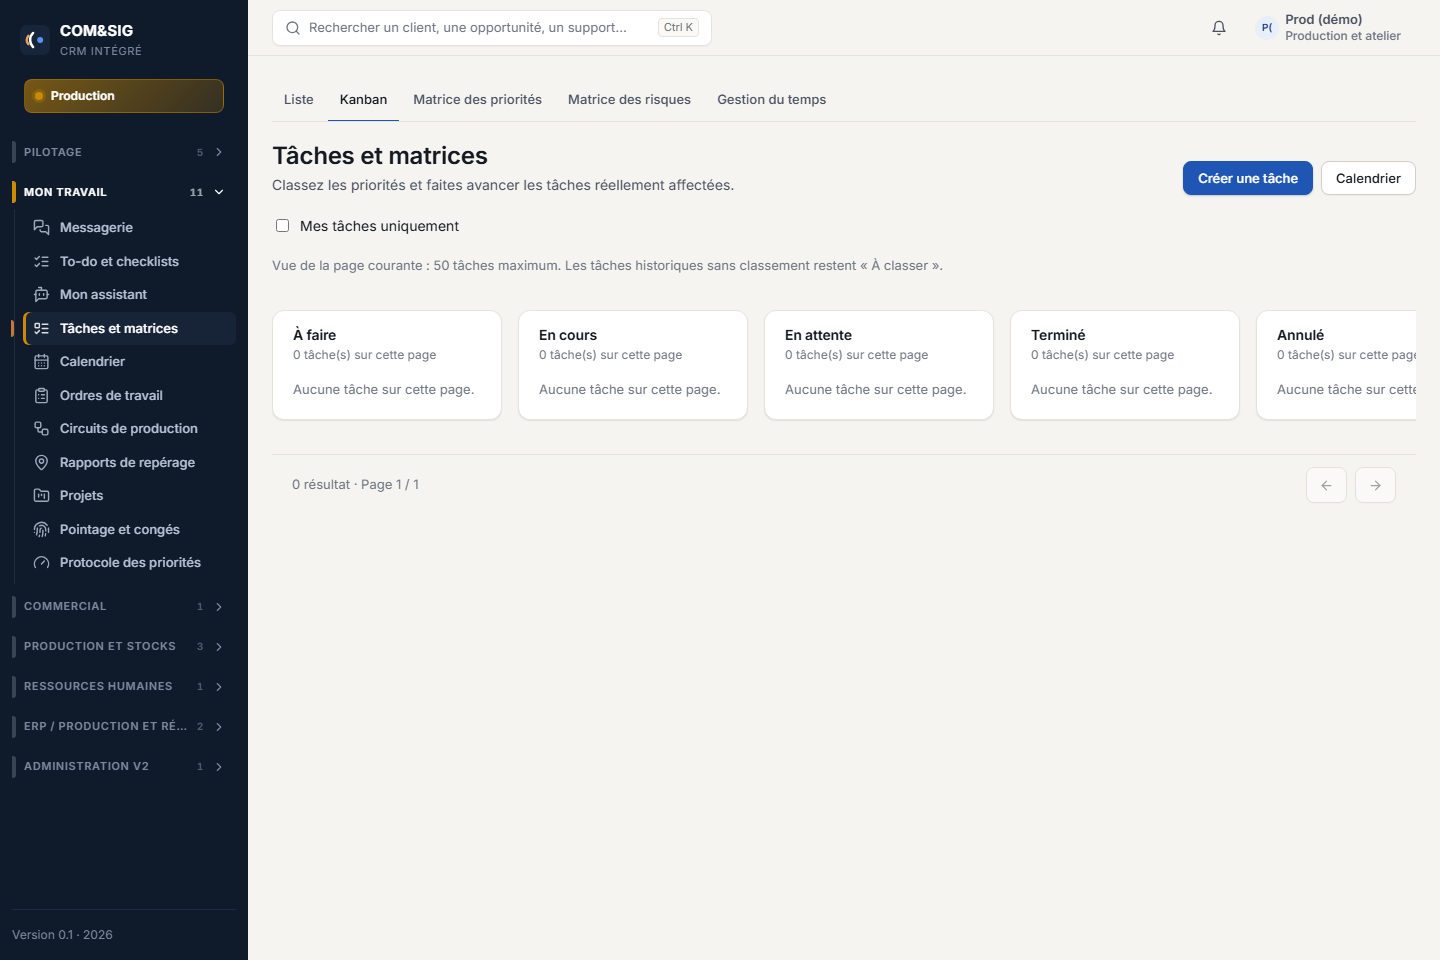 COM&SIG
CRM INTÉGRÉ
Production
PILOTAGE 5
MON TRAVAIL 11
Messagerie
To-do et checklists
Mon assistant
Tâches et matrices
Calendrier
Ordres de travail
Circuits de production
Rapports de repérage
Projets
Pointage et congés
Protocole des priorités
COMMERCIAL 1
PRODUCTION ET STOCKS 3
RESSOURCES HUMAINES 1
ERP / PRODUCTION ET RÉ... 2
ADMINISTRATION V2 1
Version 0.1 · 2026
Rechercher un client, une opportunité, un support... Ctrl K
P( Prod (démo)
Production et atelier
Liste Kanban Matrice des priorités Matrice des risques Gestion du temps
Tâches et matrices
Classez les priorités et faites avancer les tâches réellement affectées.
Créer une tâche Calendrier
Mes tâches uniquement
Vue de la page courante : 50 tâches maximum. Les tâches historiques sans classement restent « À classer ».
À faire
0 tâche(s) sur cette page
Aucune tâche sur cette page.
En cours
0 tâche(s) sur cette page
Aucune tâche sur cette page.
En attente
0 tâche(s) sur cette page
Aucune tâche sur cette page.
Terminé
0 tâche(s) sur cette page
Aucune tâche sur cette page.
Annulé
0 tâche(s) sur cette page
Aucune tâche sur cette
0 résultat · Page 1 / 1